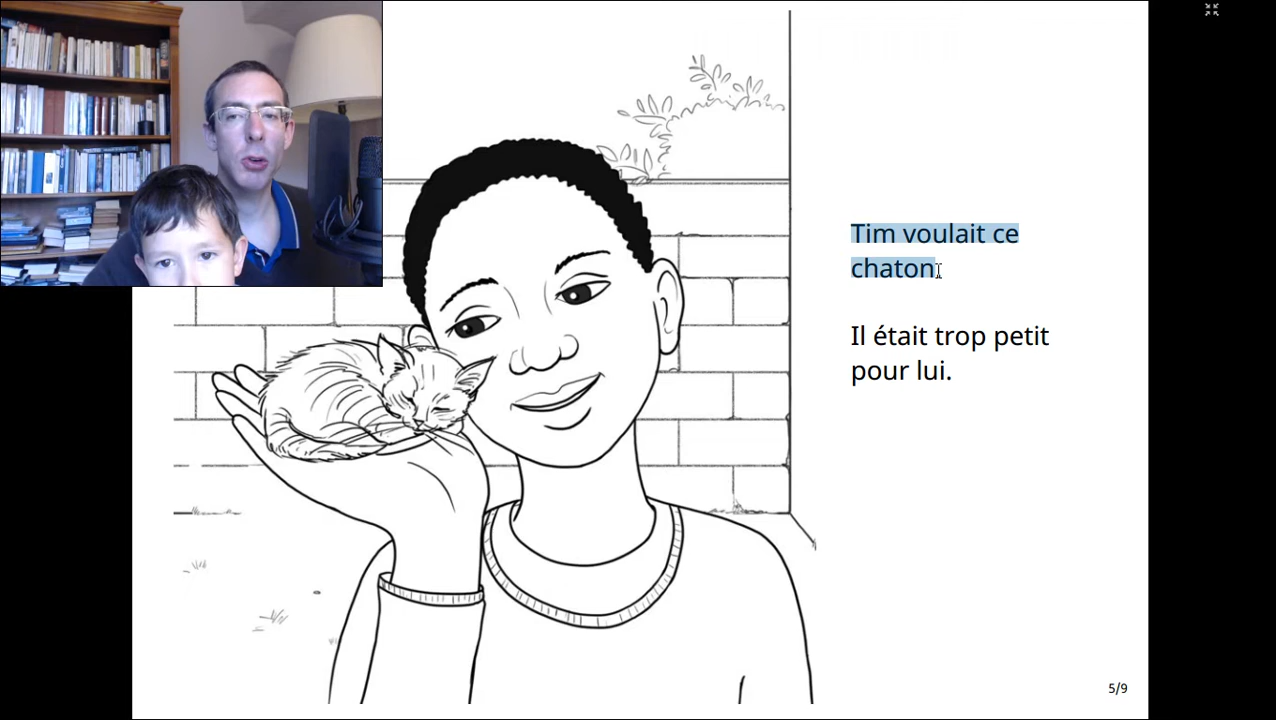 Tim voulait ce
chaton.
Il était trop petit
pour lui.
5/9